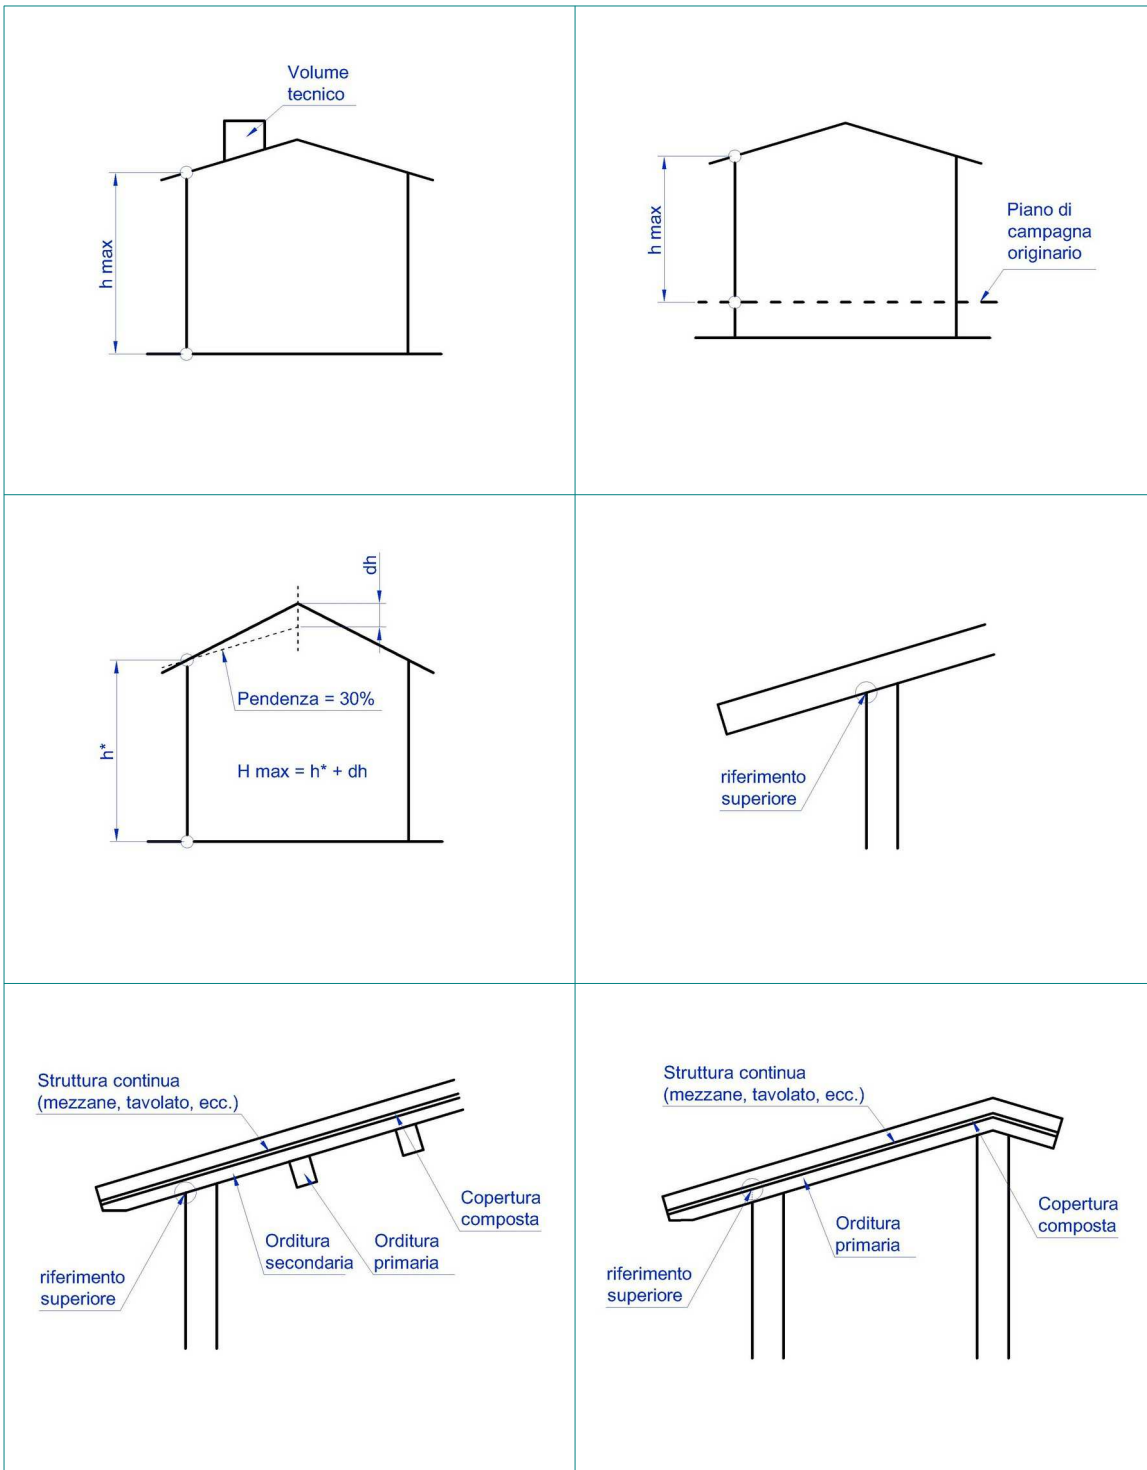 Volume
tecnico
h max
h max
Piano di
campagna
originario
dh
Pendenza = 30%
h*
H max = h* + dh
riferimento
superiore
Struttura continua
(mezzane, tavolato, ecc.)
Copertura
composta
Orditura
secondaria
Orditura
primaria
riferimento
superiore
Struttura continua
(mezzane, tavolato, ecc.)
Copertura
composta
Orditura
primaria
riferimento
superiore